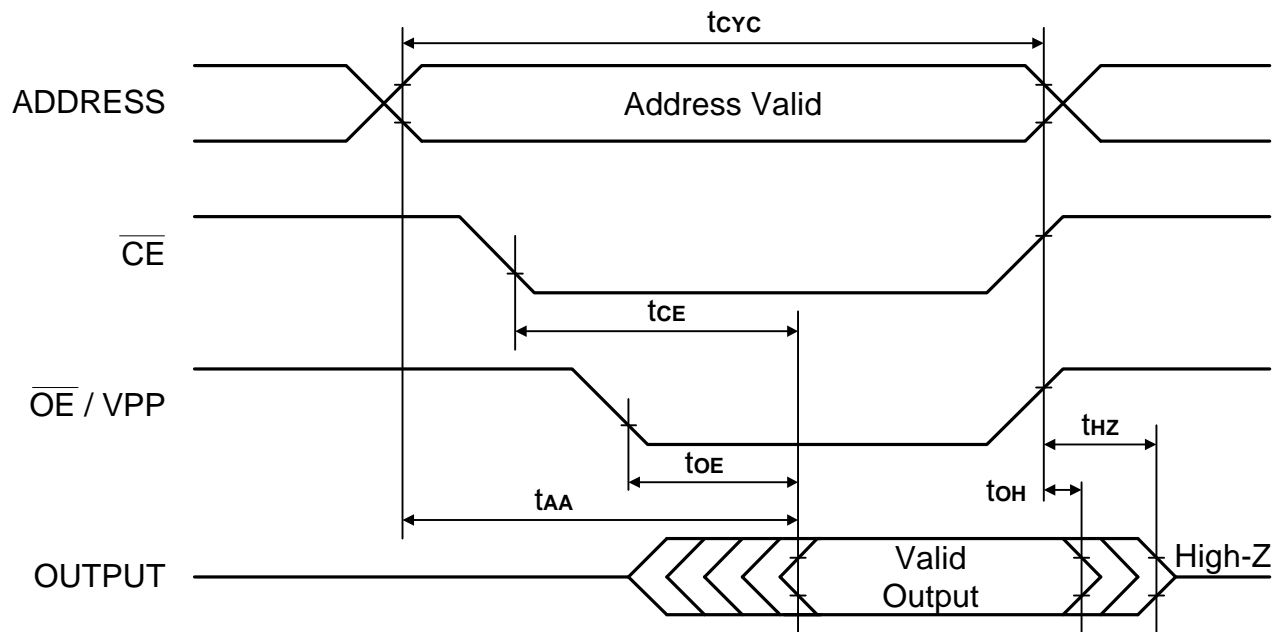 tCYC
ADDRESS
Address Valid
CE
tCE
OE / VPP
tHZ
tOE
tOH
tAA
OUTPUT
Valid
Output
High-Z